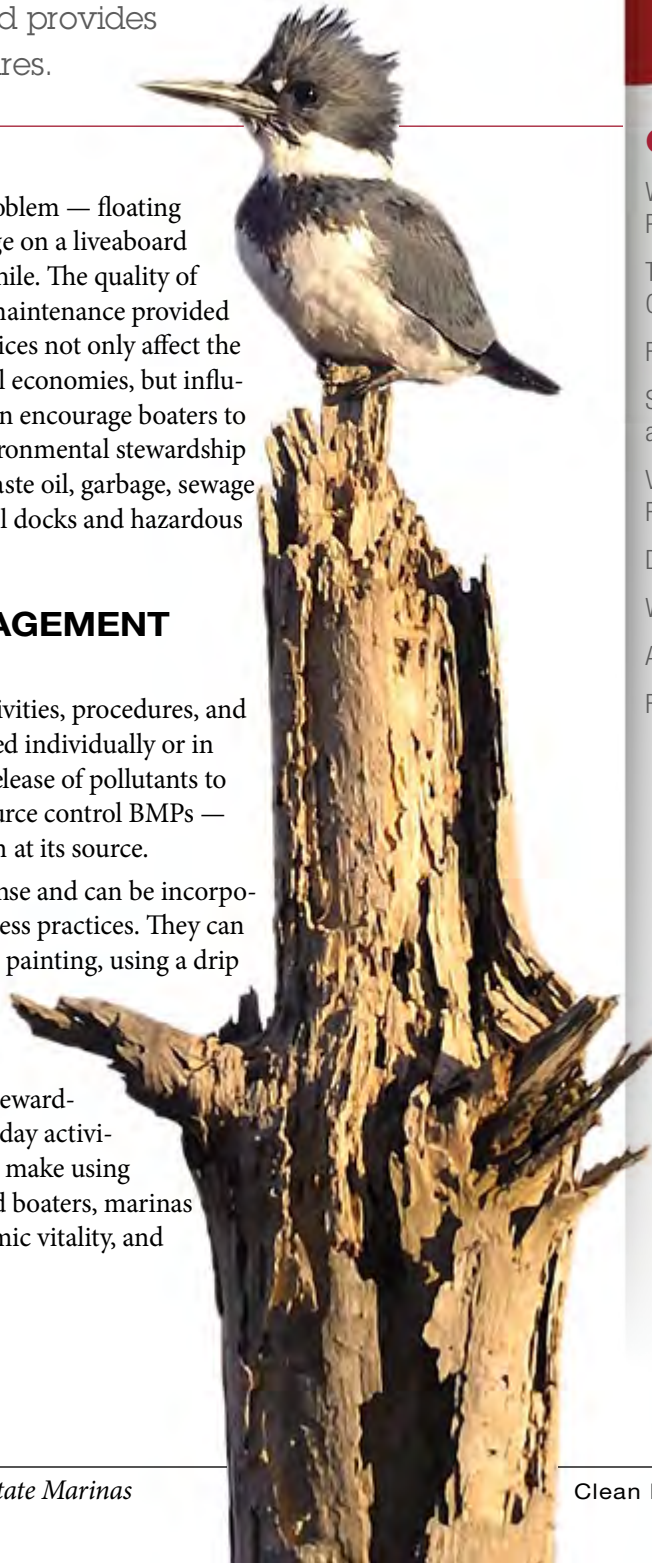 d provides
res.
oblem — floating
ge on a liveaboard
hile. The quality of
maintenance provided
ices not only affect the
l economies, but influ-
n encourage boaters to
ronmental stewardship
aste oil, garbage, sewage
l docks and hazardous
AGEMENT
ivities, procedures, and
ed individually or in
elease of pollutants to
urce control BMPs —
n at its source.
nse and can be incorpo-
ess practices. They can
painting, using a drip
eward-
day activi-
make using
d boaters, marinas
mic vitality, and
tate Marinas
Clean